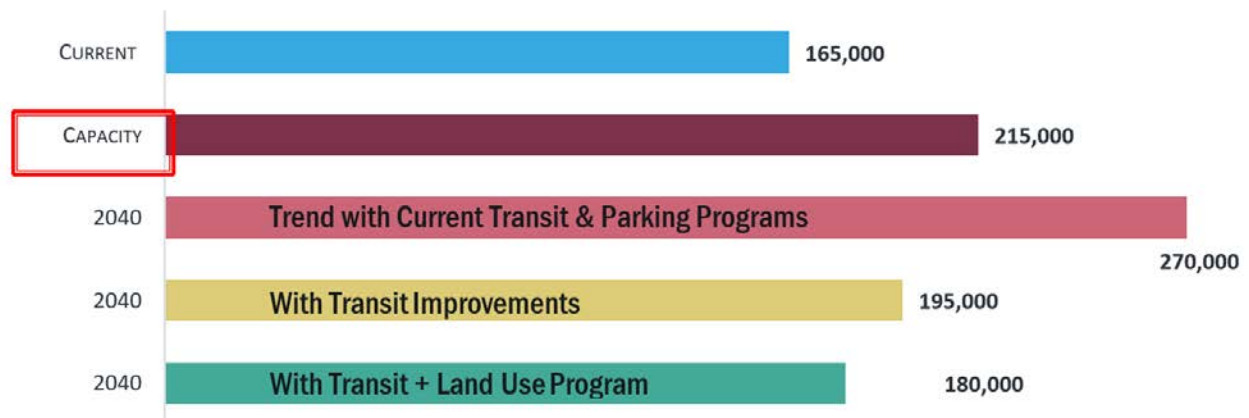 CURRENT 165,000
CAPACITY 215,000
2040 Trend with Current Transit & Parking Programs
270,000
2040 With Transit Improvements 195,000
2040 With Transit + Land Use Program 180,000